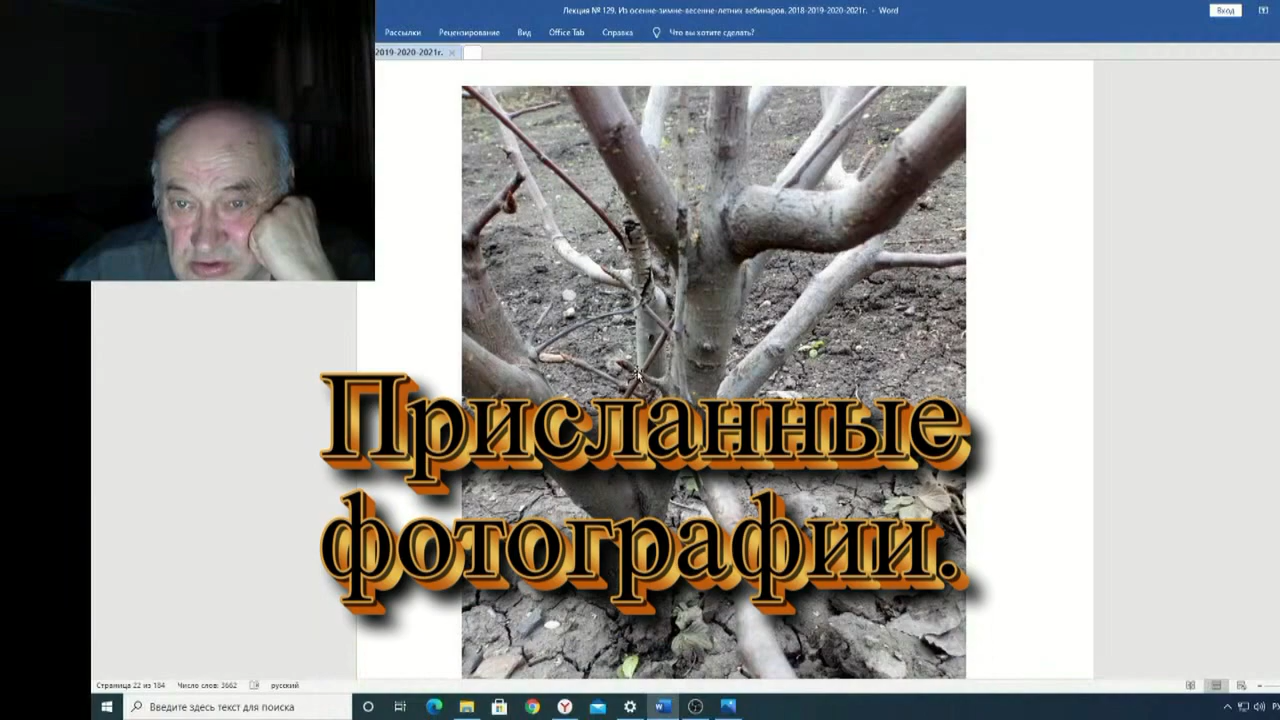 Лекция № 129. Из осенне-зимне-весенне-летних вебинаров. 2018-2019-2020-2021г. - Word
Вход
Рассылки Рецензирование Вид Office Tab Справка Что вы хотите сделать?
2019-2020-2021г.
Присланные
фотографии.
Страница 22 из 184 Число слов: 3662 русский
Введите здесь текст для поиска